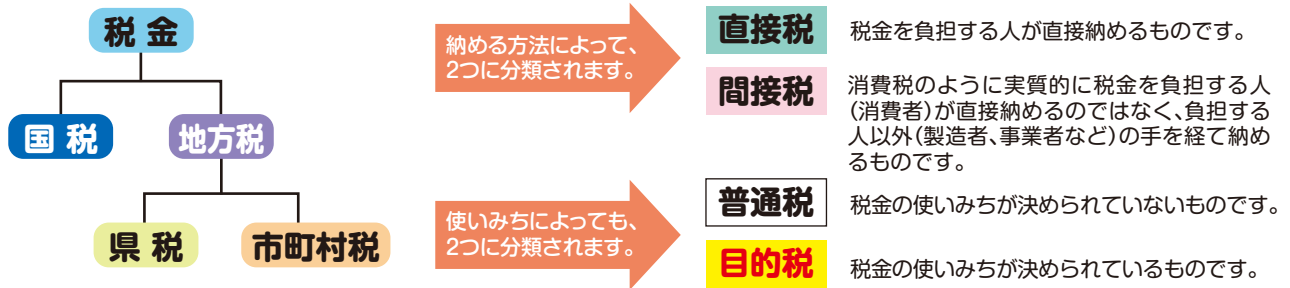 税金
国税
地方税
県税
市町村税
納める方法によって、
2つに分類されます。
直接税
税金を負担する人が直接納めるものです。
間接税
消費税のように実質的に税金を負担する人
(消費者)が直接納めるのではなく、負担する
人以外(製造者、事業者など)の手を経て納め
るものです。
使いみちによっても、
2つに分類されます。
普通税
税金の使いみちが決められていないものです。
目的税
税金の使いみちが決められているものです。